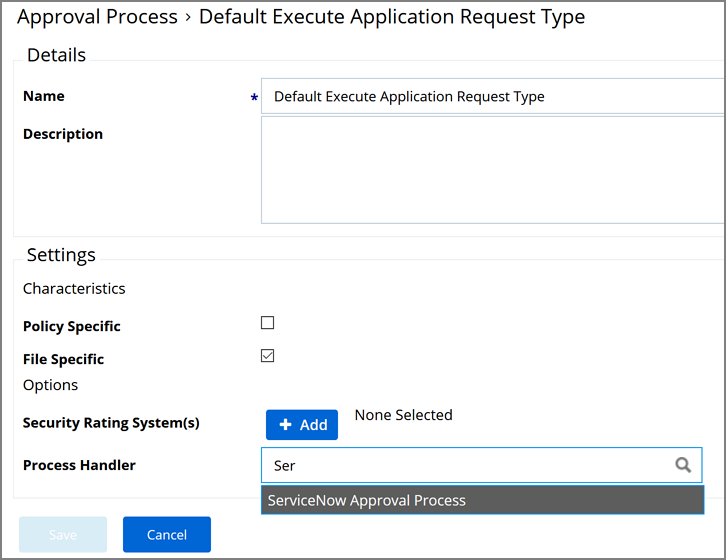 Approval Process › Default Execute Application Request Type
Details
Name * Default Execute Application Request Type
Description
Settings
Characteristics
Policy Specific
File Specific
Options
Security Rating System(s) + Add None Selected
Process Handler Ser
ServiceNow Approval Process
Save Cancel